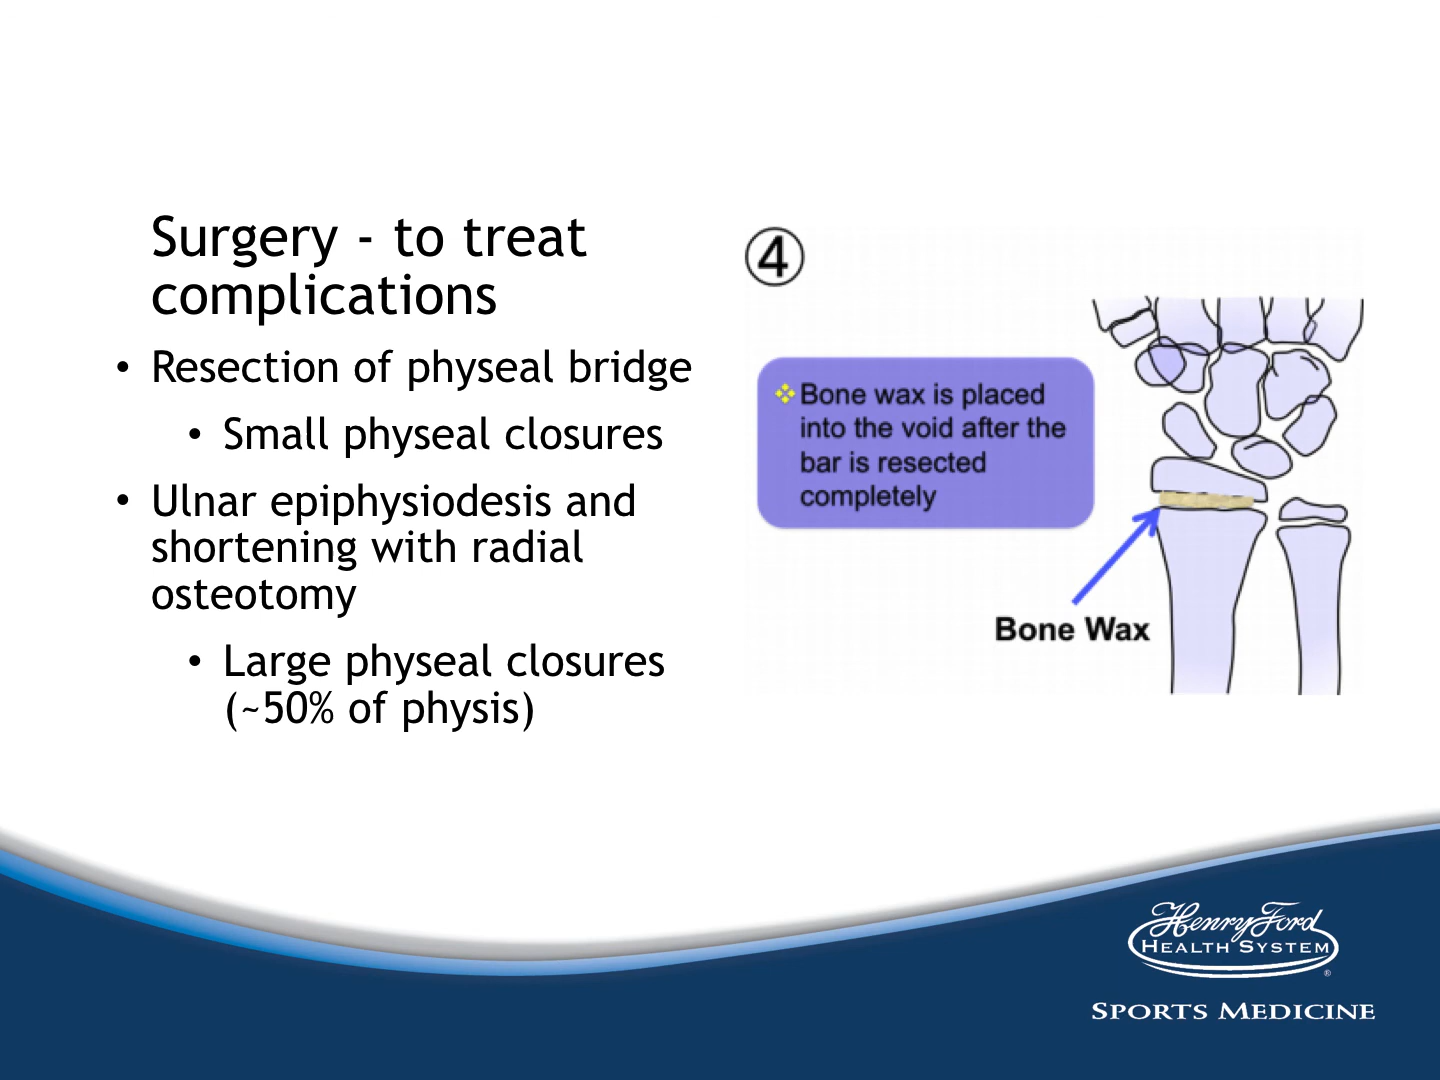 Surgery - to treat
complications
• Resection of physeal bridge
• Small physeal closures
• Ulnar epiphysiodesis and
shortening with radial
osteotomy
• Large physeal closures
(~50% of physis)
④
❖Bone wax is placed
into the void after the
bar is resected
completely
Bone Wax
Henry Ford
HEALTH SYSTEM
®
SPORTS MEDICINE